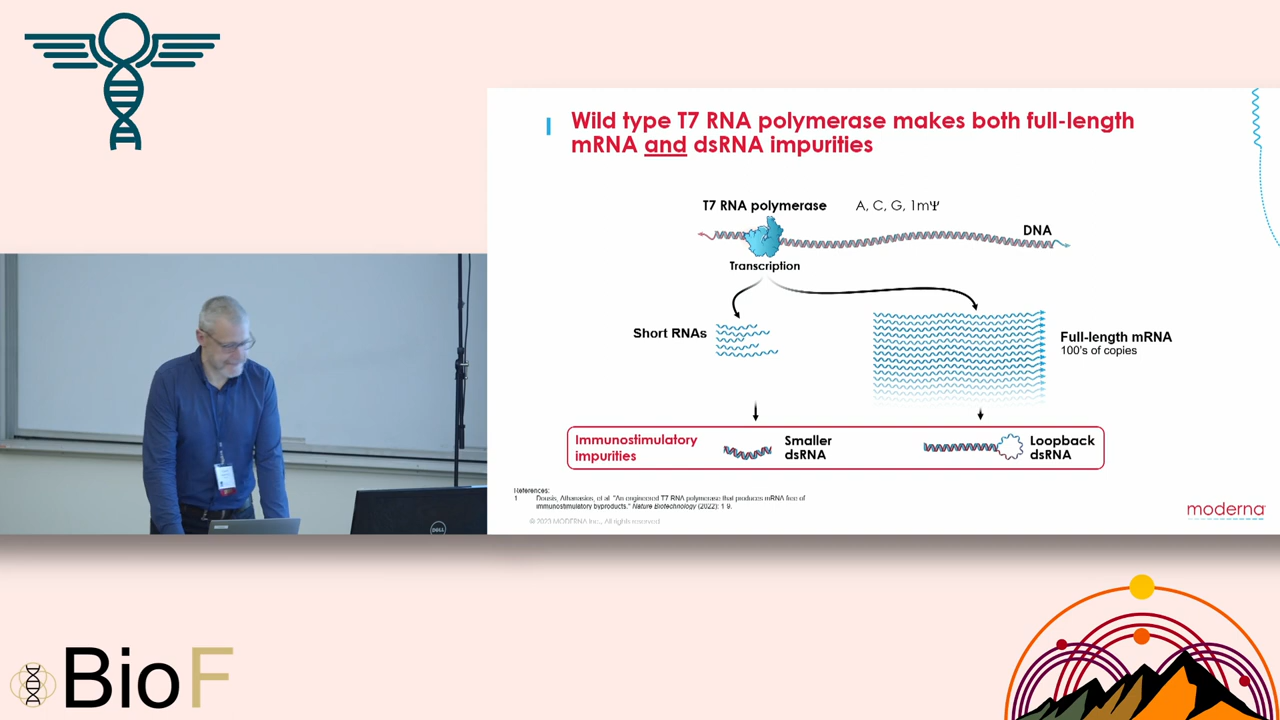 Wild type T7 RNA polymerase makes both full-length
mRNA and dsRNA impurities
T7 RNA polymerase
A, C, G, 1mΨ
DNA
Transcription
Short RNAs
Full-length mRNA
100's of copies
Immunostimulatory
impurities
Smaller
dsRNA
Loopback
dsRNA
References:
1 Dousis, Athanasios, et al. "An engineered T7 RNA polymerase that produces mRNA free of
immunostimulatory byproducts." Nature Biotechnology (2022): 1-9.
© 2023 MODERNA Inc., All rights reserved
moderna
DELL
BioF